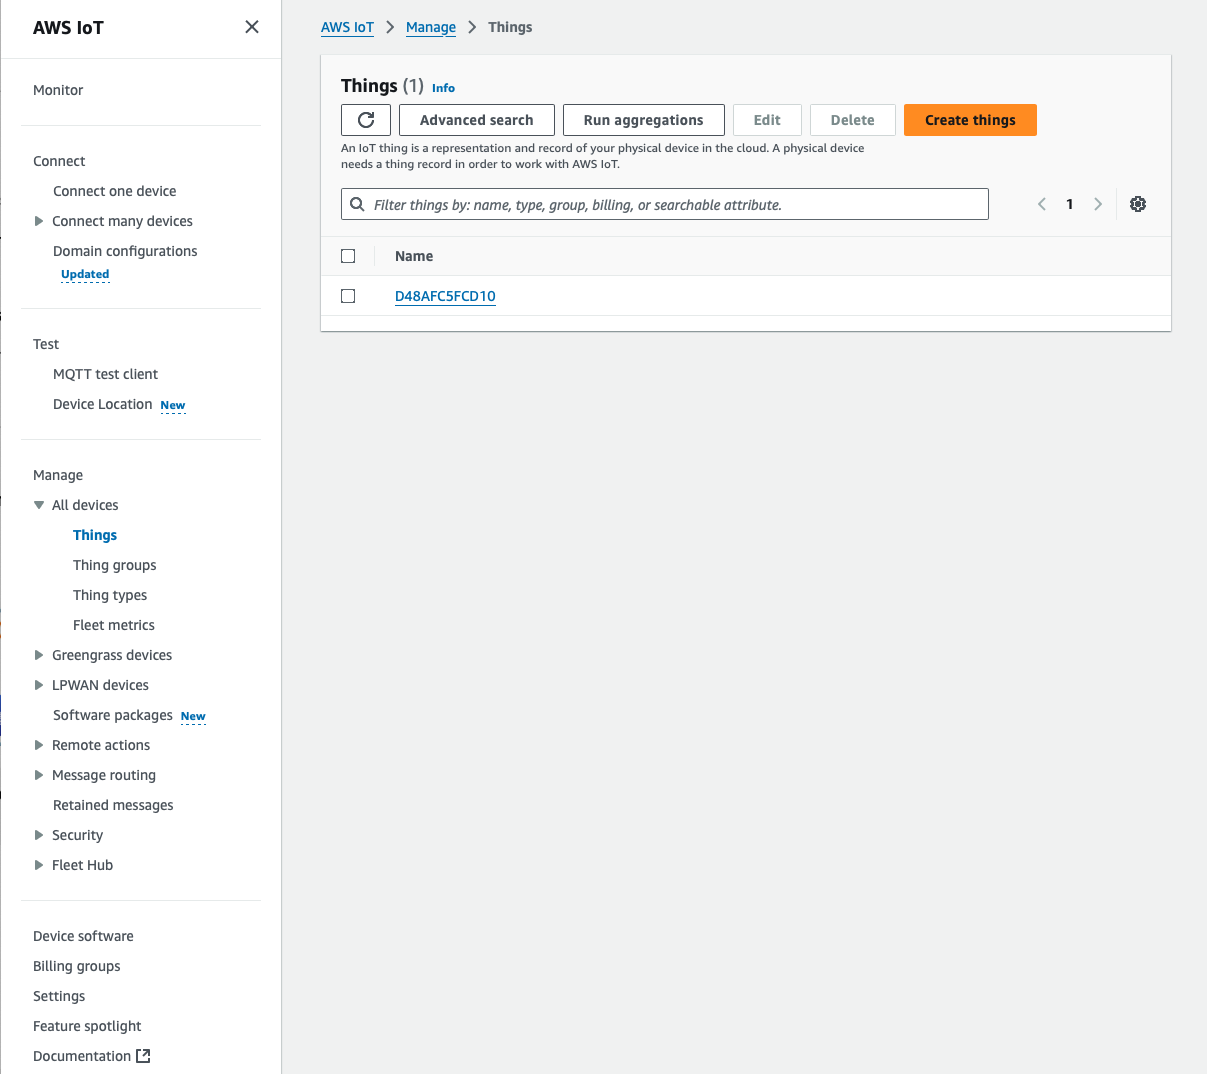 AWS IoT
Monitor
Connect
Connect one device
Connect many devices
Domain configurations
Updated
Test
MQTT test client
Device Location New
Manage
All devices
Things
Thing groups
Thing types
Fleet metrics
Greengrass devices
LPWAN devices
Software packages New
Remote actions
Message routing
Retained messages
Security
Fleet Hub
Device software
Billing groups
Settings
Feature spotlight
Documentation
AWS IoT > Manage > Things
Things (1) Info
Advanced search Run aggregations Edit Delete Create things
An IoT thing is a representation and record of your physical device in the cloud. A physical device
needs a thing record in order to work with AWS IoT.
Filter things by: name, type, group, billing, or searchable attribute.
1
Name
D48AFC5FCD10